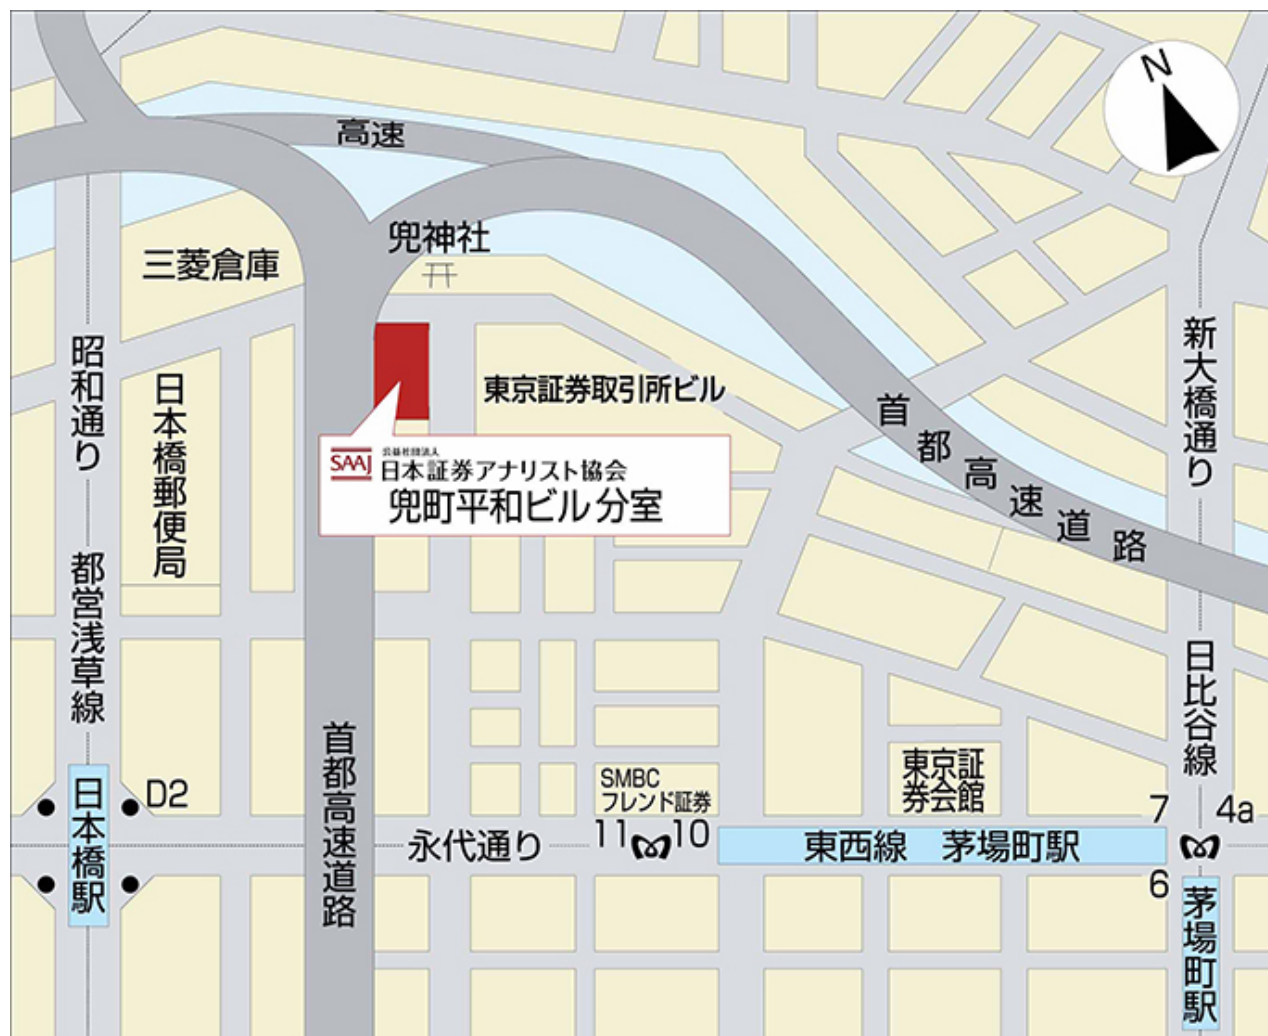 N
高速
兜神社
三菱倉庫
昭和通り
日本橋郵便局
東京証券取引所ビル
新大橋通り
首都高速道路
SAAJ
公益社団法人
日本証券アナリスト協会
兜町平和ビル分室
都営浅草線
日比谷線
首都高速道路
日本橋駅
D2
SMBC
フレンド証券
東京証
券会館
永代通り
11
10
東西線 茅場町駅
7
4a
6
茅場町駅